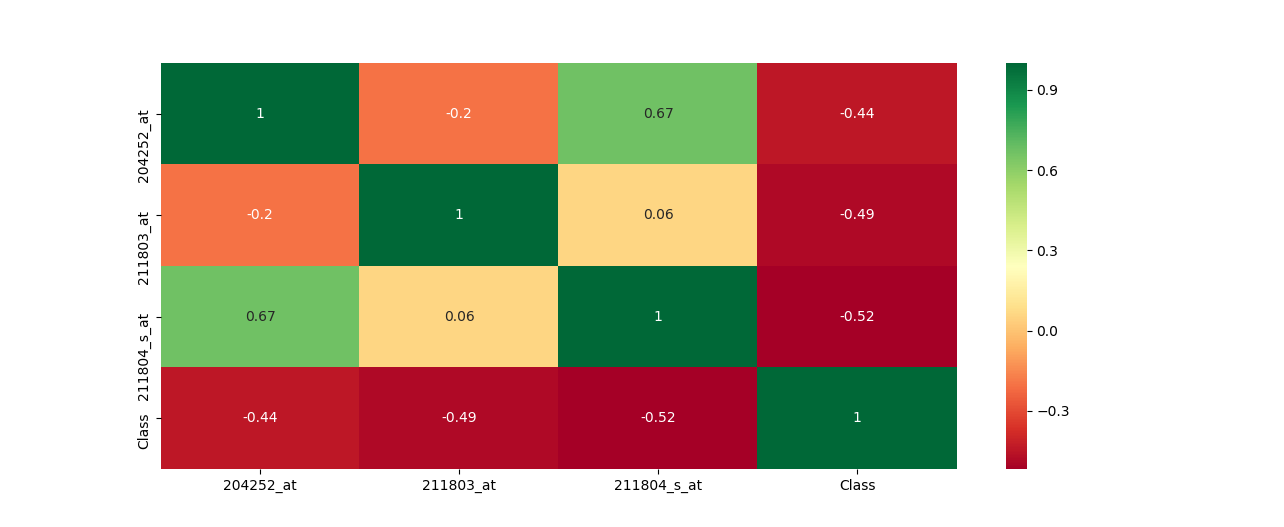 204252_at 1 -0.2 0.67 -0.44
211803_at -0.2 1 0.06 -0.49
211804_s_at 0.67 0.06 1 -0.52
Class -0.44 -0.49 -0.52 1
204252_at 211803_at 211804_s_at Class
0.9
0.6
0.3
0.0
−0.3